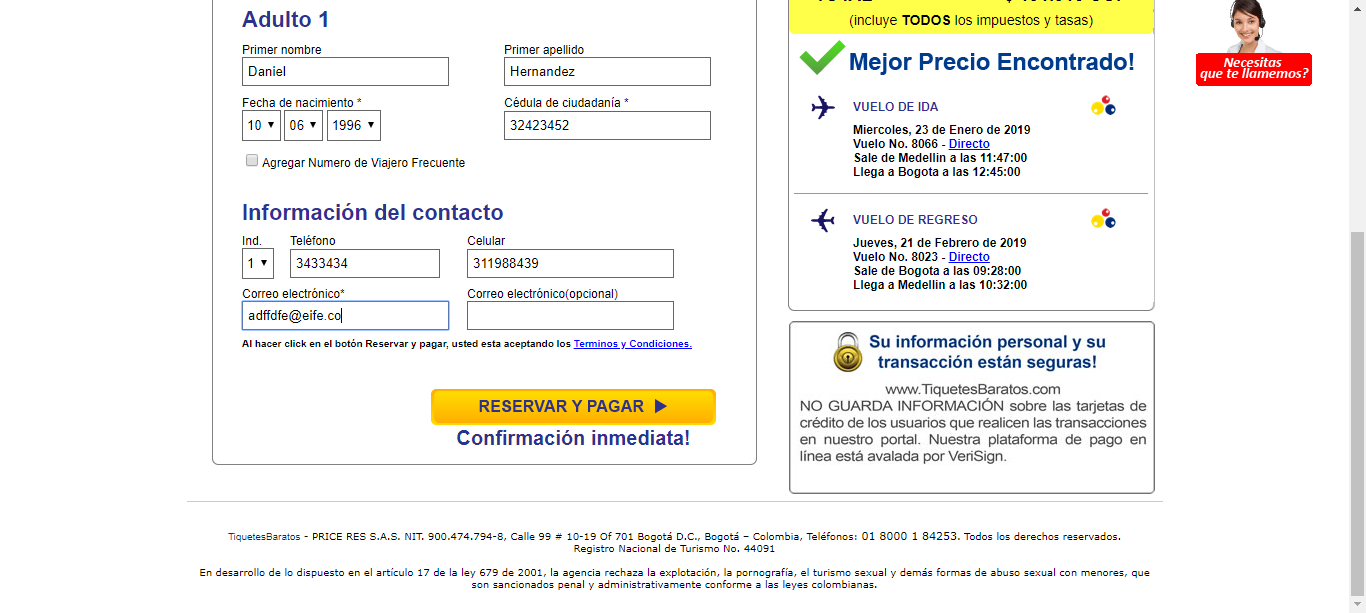 Adulto 1
Primer nombre
Primer apellido
Daniel
Hernandez
Fecha de nacimiento *
Cédula de ciudadanía *
10 06 1996
32423452
Agregar Numero de Viajero Frecuente
Información del contacto
Ind. Teléfono Celular
1 3433434 311988439
Correo electrónico* Correo electrónico(opcional)
adffdfe@eife.co
Al hacer click en el botón Reservar y pagar, usted esta aceptando los Terminos y Condiciones.
RESERVAR Y PAGAR
Confirmación inmediata!
(incluye TODOS los impuestos y tasas)
Mejor Precio Encontrado!
VUELO DE IDA
Miercoles, 23 de Enero de 2019
Vuelo No. 8066 - Directo
Sale de Medellin a las 11:47:00
Llega a Bogota a las 12:45:00
VUELO DE REGRESO
Jueves, 21 de Febrero de 2019
Vuelo No. 8023 - Directo
Sale de Bogota a las 09:28:00
Llega a Medellin a las 10:32:00
Su información personal y su
transacción están seguras!
www.TiquetesBaratos.com
NO GUARDA INFORMACIÓN sobre las tarjetas de
crédito de los usuarios que realicen las transacciones
en nuestro portal. Nuestra plataforma de pago en
línea está avalada por VeriSign.
Necesitas
que te llamemos?
TiquetesBaratos - PRICE RES S.A.S. NIT. 900.474.794-8, Calle 99 # 10-19 Of 701 Bogotá D.C., Bogotá – Colombia, Teléfonos: 01 8000 1 84253. Todos los derechos reservados.
Registro Nacional de Turismo No. 44091
En desarrollo de lo dispuesto en el artículo 17 de la ley 679 de 2001, la agencia rechaza la explotación, la pornografía, el turismo sexual y demás formas de abuso sexual con menores, que
son sancionados penal y administrativamente conforme a las leyes colombianas.